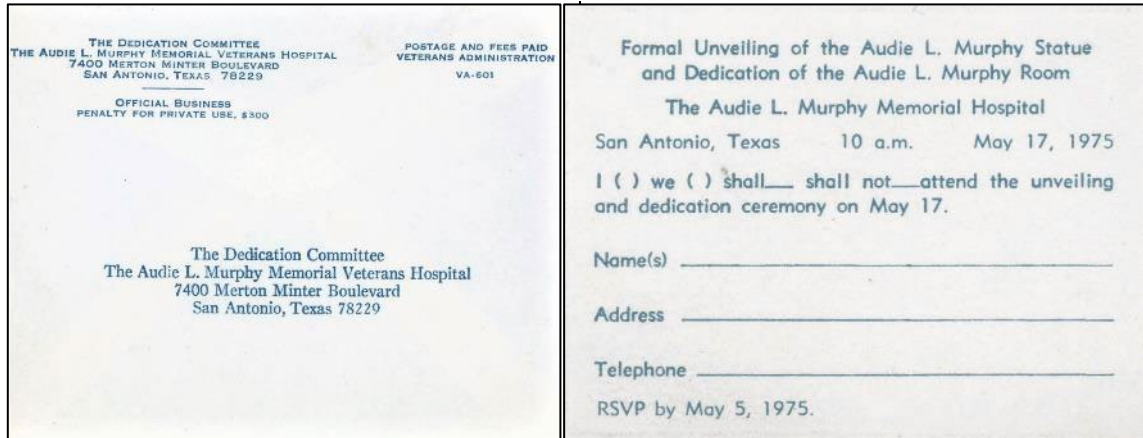 THE DEDICATION COMMITTEE
THE AUDIE L. MURPHY MEMORIAL VETERANS HOSPITAL
7400 MERTON MINTER BOULEVARD
SAN ANTONIO, TEXAS 78229
OFFICIAL BUSINESS
PENALTY FOR PRIVATE USE, $300
POSTAGE AND FEES PAID
VETERANS ADMINISTRATION
VA-601
The Dedication Committee
The Audie L. Murphy Memorial Veterans Hospital
7400 Merton Minter Boulevard
San Antonio, Texas 78229
Formal Unveiling of the Audie L. Murphy Statue
and Dedication of the Audie L. Murphy Room
The Audie L. Murphy Memorial Hospital
San Antonio, Texas 10 a.m. May 17, 1975
I ( ) we ( ) shall__ shall not__attend the unveiling
and dedication ceremony on May 17.
Name(s)
Address
Telephone
RSVP by May 5, 1975.